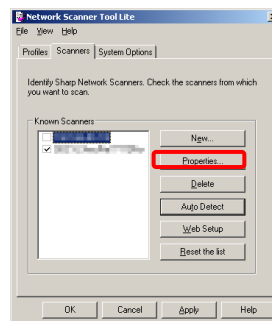 Network Scanner Tool Lite
File View Help
Profiles Scanners System Options
Identify Sharp Network Scanners. Check the scanners from which
you want to scan.
Known Scanners
New...
Properties...
Delete
Auto Detect
Web Setup
Reset the list
OK Cancel Apply Help